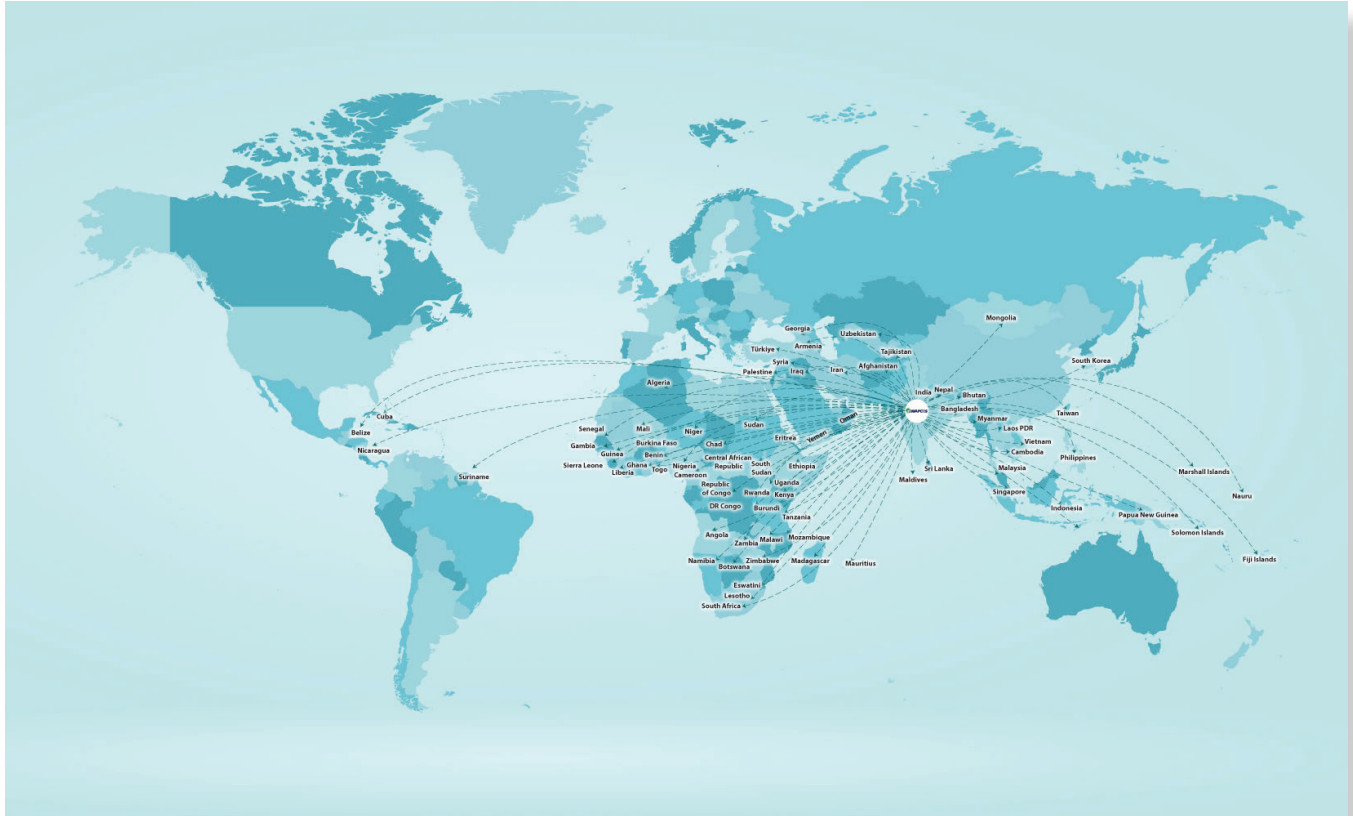 Mongolia
Georgia
Uzbekistan
Armenia
Türkiye
Tajikistan
South Korea
Syria
Palestine
Iraq
Iran
Afghanistan
Algeria
India
Nepal
Bhutan
Bangladesh
WAPCOS
Taiwan
Cuba
Belize
Nicaragua
Suriname
Myanmar
Laos PDR
Vietnam
Cambodia
Philippines
Oman
Yemen
Senegal
Mali
Niger
Sudan
Eritrea
Gambia
Burkina Faso
Chad
Guinea
Benin
Central African
Republic
South
Sudan
Ethiopia
Sierra Leone
Liberia
Ghana
Togo
Nigeria
Cameroon
Uganda
Republic
of Congo
Rwanda
Kenya
DR Congo
Burundi
Tanzania
Sri Lanka
Maldives
Malaysia
Singapore
Indonesia
Marshall Islands
Nauru
Papua New Guinea
Solomon Islands
Fiji Islands
Angola
Zambia
Malawi
Mozambique
Namibia
Botswana
Zimbabwe
Madagascar
Mauritius
Eswatini
Lesotho
South Africa